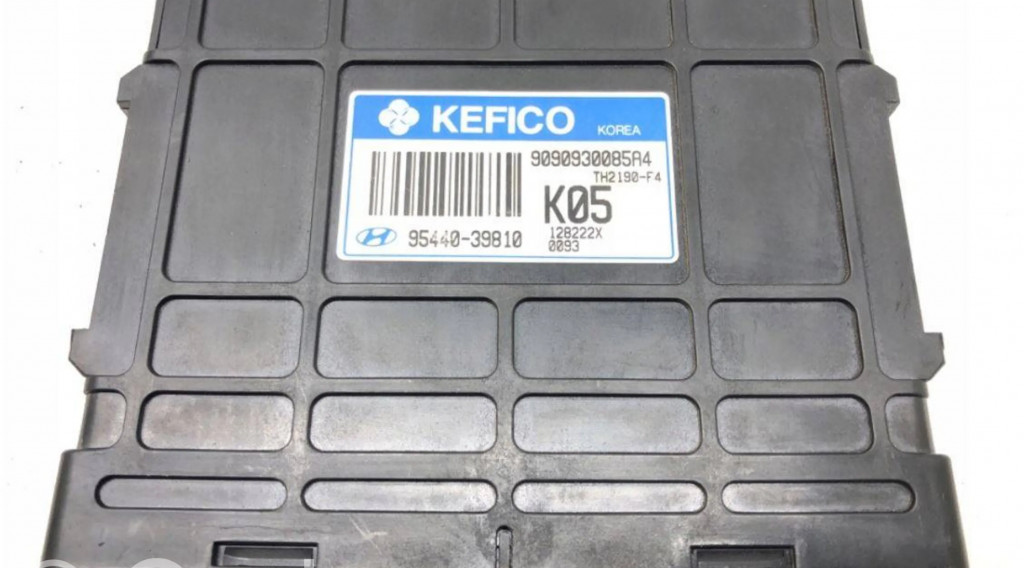 KEFICO KOREA
9090930085A4
TH2190-F4
K05
95440-39810
128222X
0093